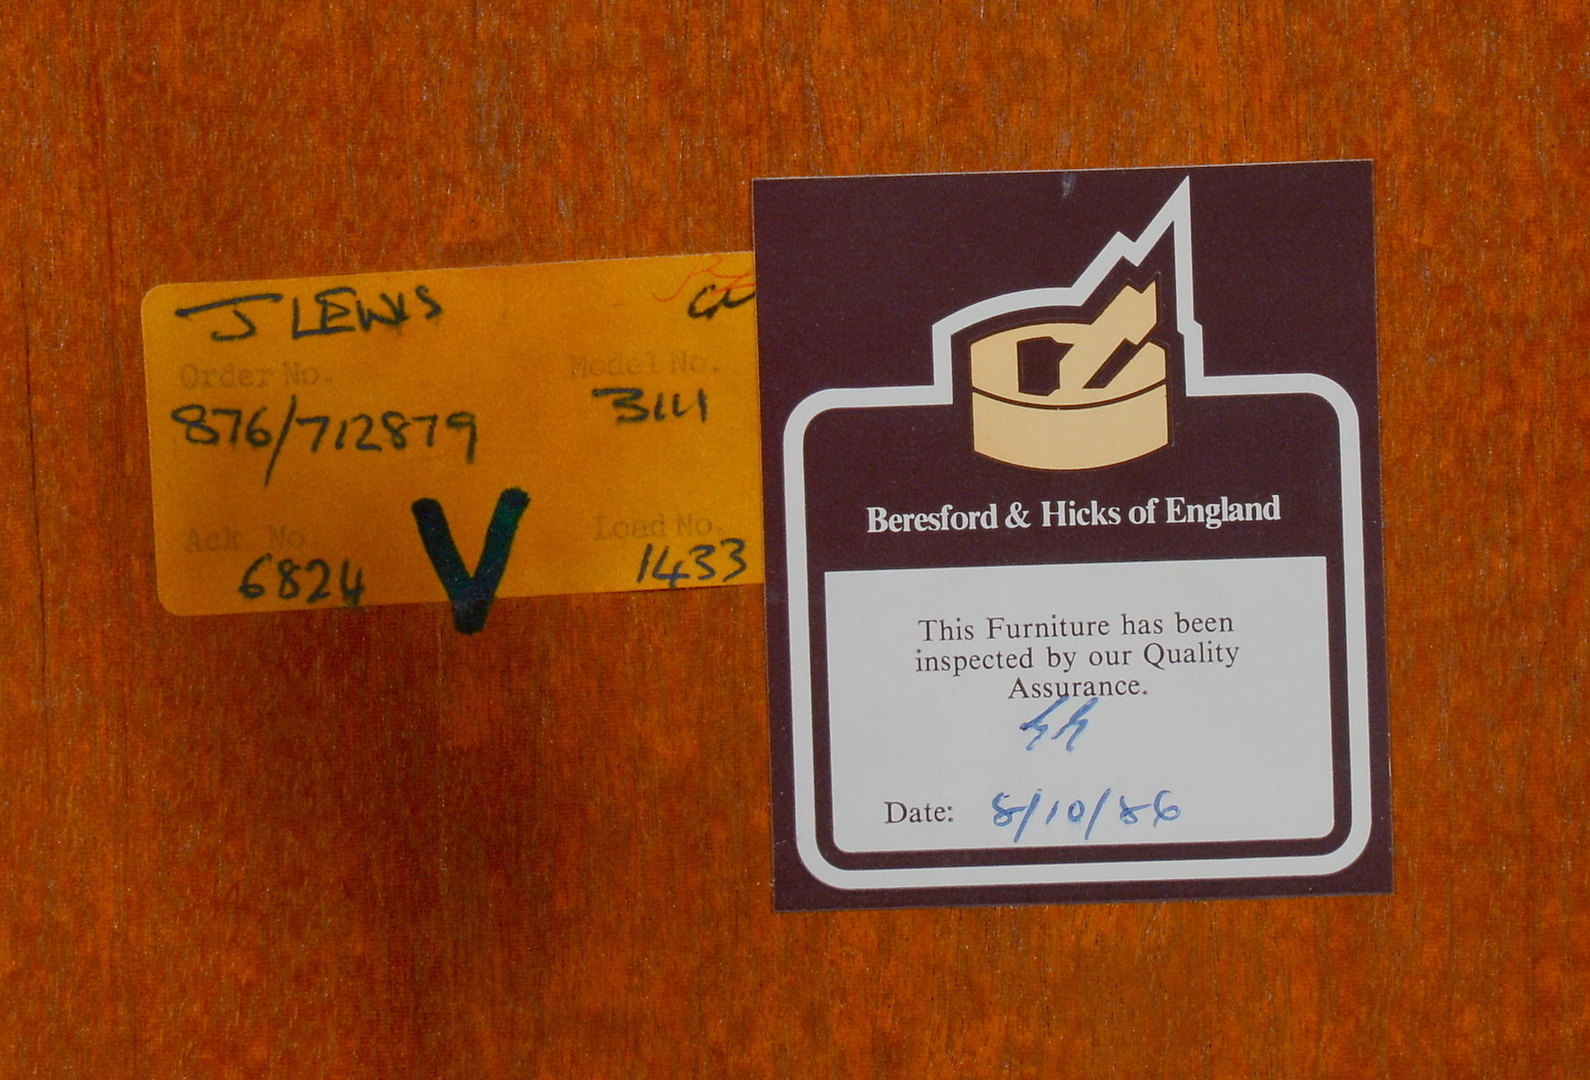 J LEWIS
Order No.
Model No.
876/712879
3111
Ack No.
Load No.
6824
1433
V
Beresford & Hicks of England
This Furniture has been
inspected by our Quality
Assurance.
Date: 8/10/86